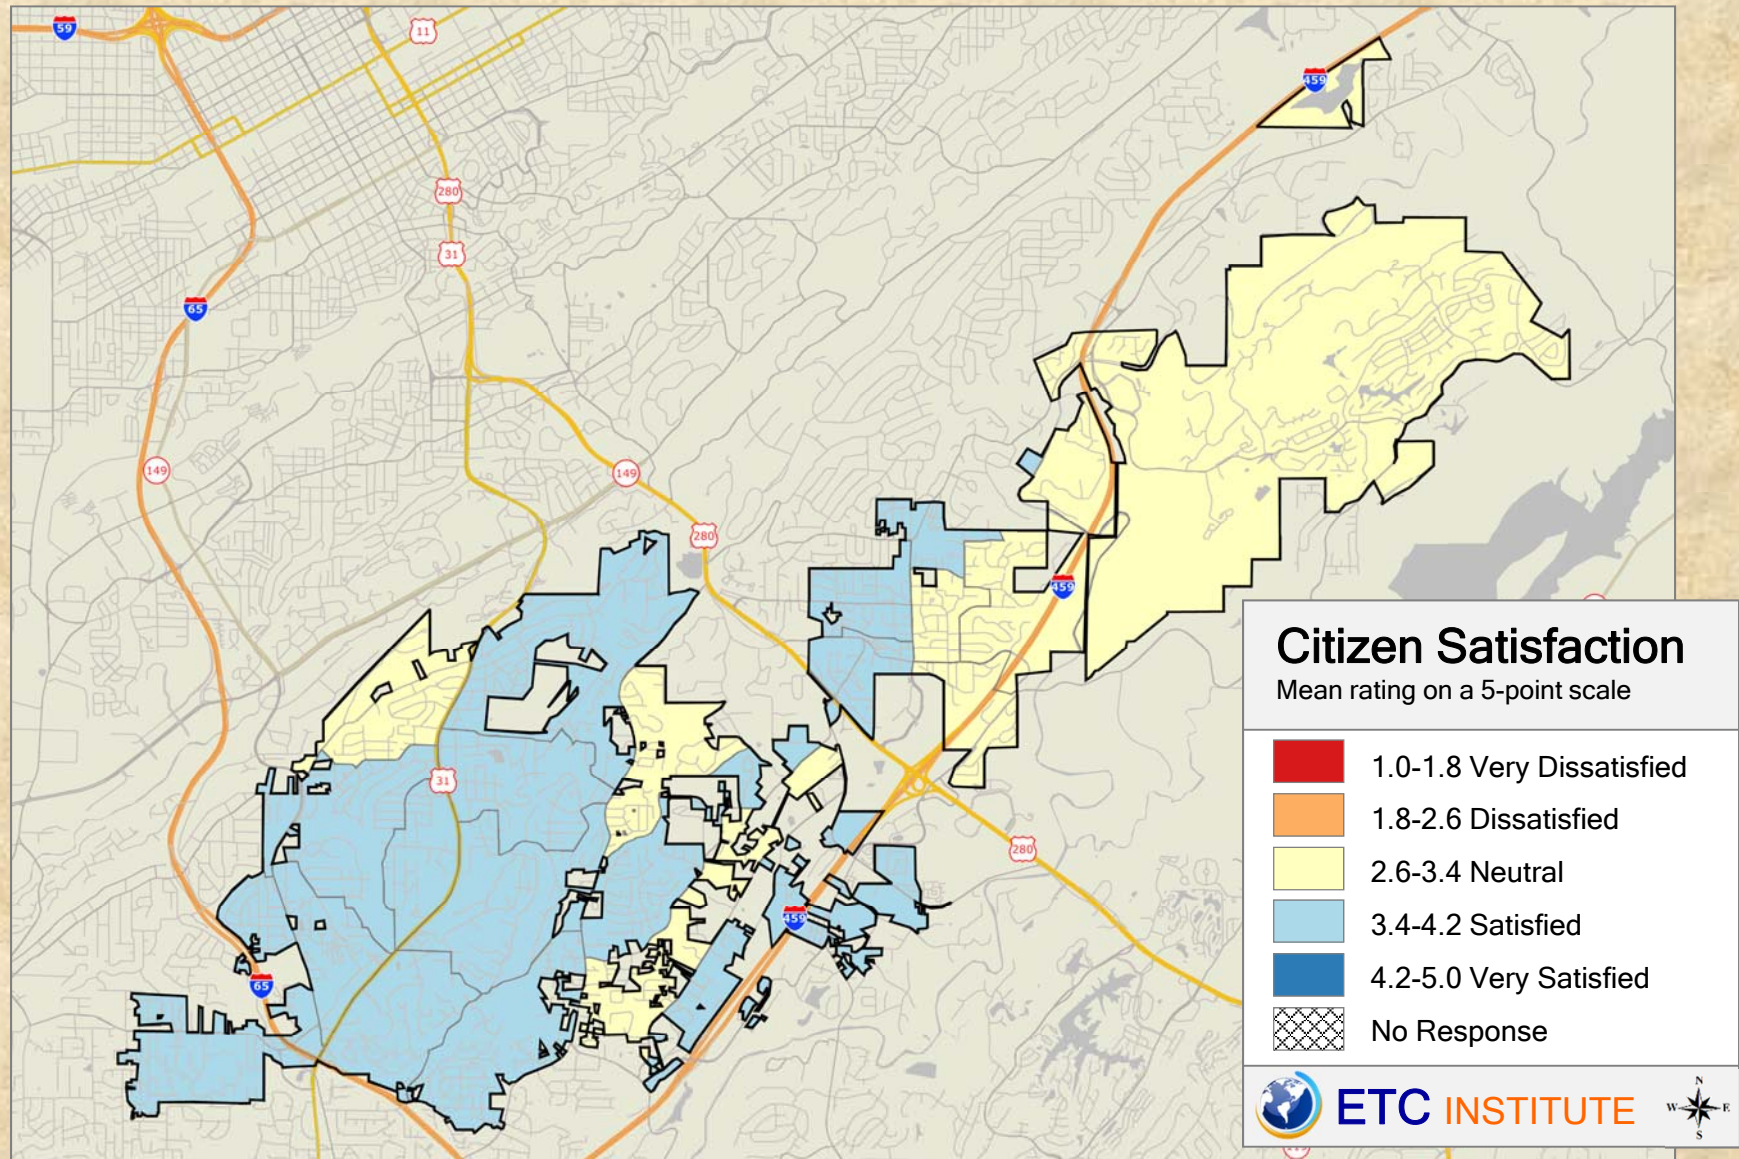 59
11
459
280
31
65
149
149
280
459
31
280
459
65
Citizen Satisfaction
Mean rating on a 5-point scale
1.0-1.8 Very Dissatisfied
1.8-2.6 Dissatisfied
2.6-3.4 Neutral
3.4-4.2 Satisfied
4.2-5.0 Very Satisfied
No Response
ETC INSTITUTE
N
W E
S